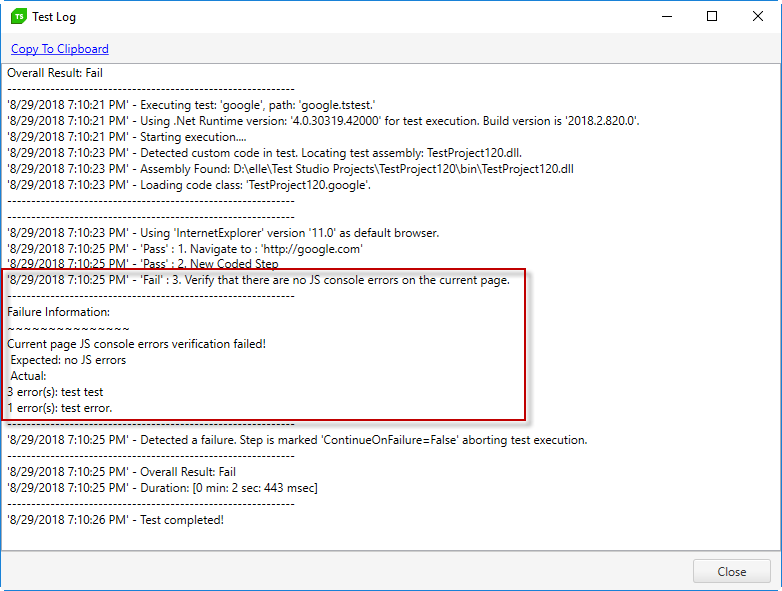 TS Test Log
Copy To Clipboard
Overall Result: Fail
------------------------------------------------------------
'8/29/2018 7:10:21 PM' - Executing test: 'google', path: 'google.tstest.'
'8/29/2018 7:10:21 PM' - Using .Net Runtime version: '4.0.30319.42000' for test execution. Build version is '2018.2.820.0'.
'8/29/2018 7:10:21 PM' - Starting execution....
'8/29/2018 7:10:23 PM' - Detected custom code in test. Locating test assembly: TestProject120.dll.
'8/29/2018 7:10:23 PM' - Assembly Found: D:\elle\Test Studio Projects\TestProject120\bin\TestProject120.dll
'8/29/2018 7:10:23 PM' - Loading code class: 'TestProject120.google'.
------------------------------------------------------------
------------------------------------------------------------
'8/29/2018 7:10:23 PM' - Using 'InternetExplorer' version '11.0' as default browser.
'8/29/2018 7:10:25 PM' - 'Pass' : 1. Navigate to : 'http://google.com'
'8/29/2018 7:10:25 PM' - 'Pass' : 2. New Coded Step
'8/29/2018 7:10:25 PM' - 'Fail' : 3. Verify that there are no JS console errors on the current page.
------------------------------------------------------------
Failure Information:
~~~~~~~~~~~~~~~
Current page JS console errors verification failed!
Expected: no JS errors
Actual:
3 error(s): test test
1 error(s): test error.
------------------------------------------------------------
'8/29/2018 7:10:25 PM' - Detected a failure. Step is marked 'ContinueOnFailure=False' aborting test execution.
------------------------------------------------------------
'8/29/2018 7:10:25 PM' - Overall Result: Fail
'8/29/2018 7:10:25 PM' - Duration: [0 min: 2 sec: 443 msec]
------------------------------------------------------------
'8/29/2018 7:10:26 PM' - Test completed!
Close